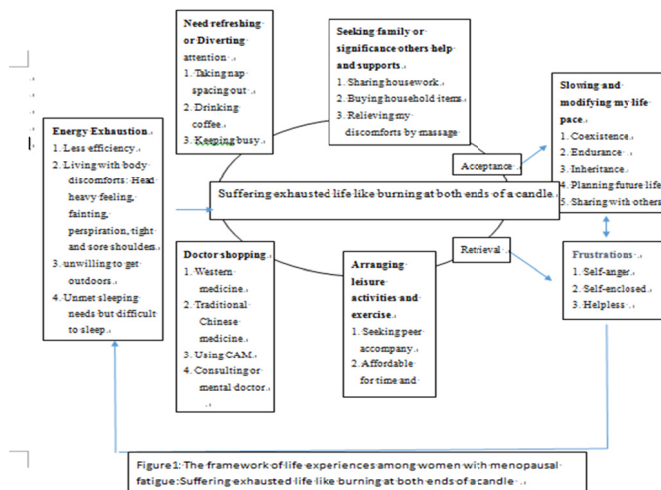 Need refreshing
or Diverting
attention
1. Taking nap
spacing out
2. Drinking
coffee.
3. Keeping busy
Seeking family or
significance others help
and supports
1. Sharing housework.
2. Buying household items.
3. Relieving my
discomforts by massage
Slowing and
modifying my life
pace
1. Coexistence
2. Endurance
3. Inheritance
4. Planning future life
5. Sharing with others
Energy Exhaustion
1. Less efficiency.
2. Living with body
discomforts: Head
heavy feeling,
fainting,
perspiration, tight
and sore shoulders
3. unwilling to get
outdoors.
4. Unmet sleeping
needs but difficult
to sleep.
Acceptance
Suffering exhausted life like burning at both ends of a candle
Retrieval
Doctor shopping
1. Western
medicine.
2. Traditional
Chinese
medicine.
3. Using CAM.
4. Consulting or
mental doctor
Arranging
leisure
activities and
exercise
1. Seeking peer
accompany.
2. Affordable
for time and
Frustrations
1. Self-anger
2. Self-enclosed
3. Helpless
Figure1: The framework of life experiences among women with menopausal
fatigue:Suffering exhausted life like burning at both ends of a candle